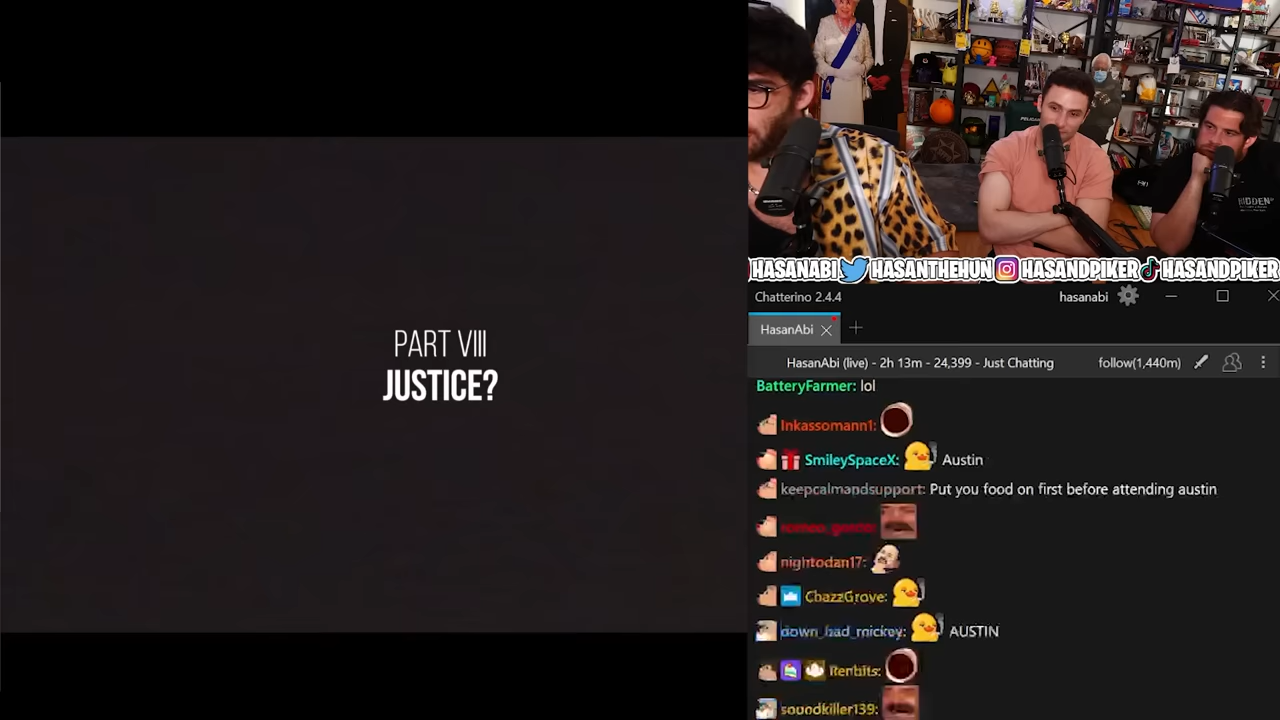 PART VIII
JUSTICE?
HIDDEN
HASANABI HASANTHEHUN HASANDPIKER HASANDPIKER
Chatterino 2.4.4
hasanabi
HasanAbi
HasanAbi (live) - 2h 13m - 24,399 - Just Chatting
follow(1,440m)
BatteryFarmer: lol
Inkassomann1:
SmileySpaceX: Austin
keepcalmandsupport: Put you food on first before attending austin
nightodan17:
ChazzGrove:
down_bad_mickey: AUSTIN
Renbits:
soundkiller139: